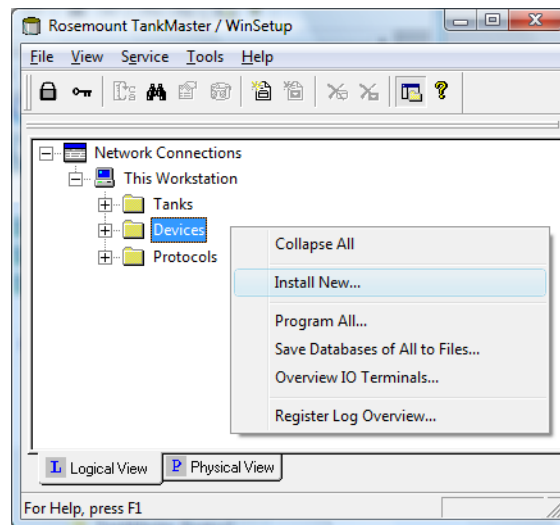 Rosemount TankMaster / WinSetup
File View Service Tools Help
Network Connections
This Workstation
Tanks
Devices
Protocols
Collapse All
Install New...
Program All...
Save Databases of All to Files...
Overview IO Terminals...
Register Log Overview...
L Logical View P Physical View
For Help, press F1